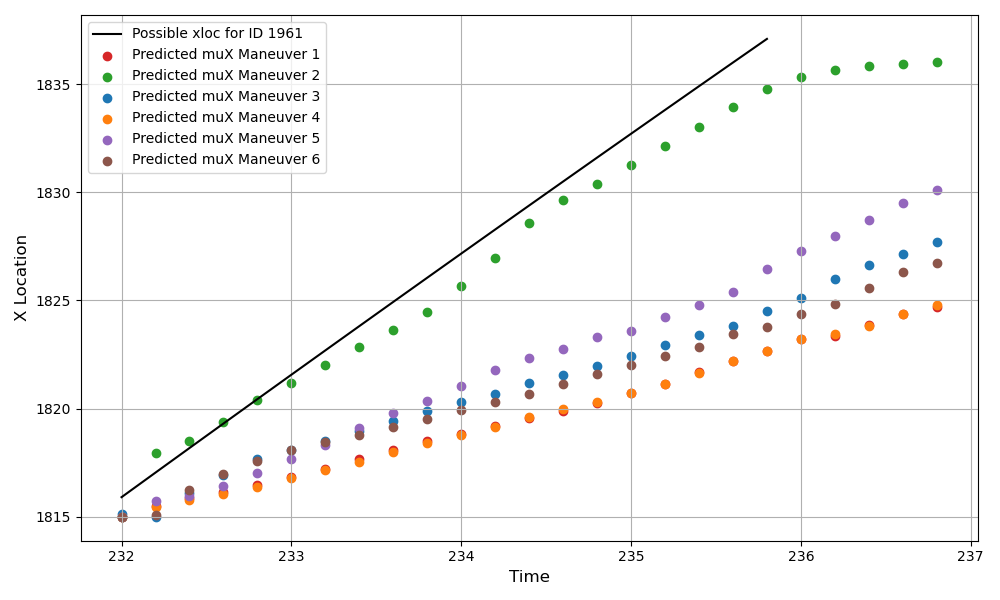 Possible xloc for ID 1961
Predicted muX Maneuver 1
Predicted muX Maneuver 2
Predicted muX Maneuver 3
Predicted muX Maneuver 4
Predicted muX Maneuver 5
Predicted muX Maneuver 6
1835
1830
1825
1820
1815
X Location
232 233 234 235 236 237
Time